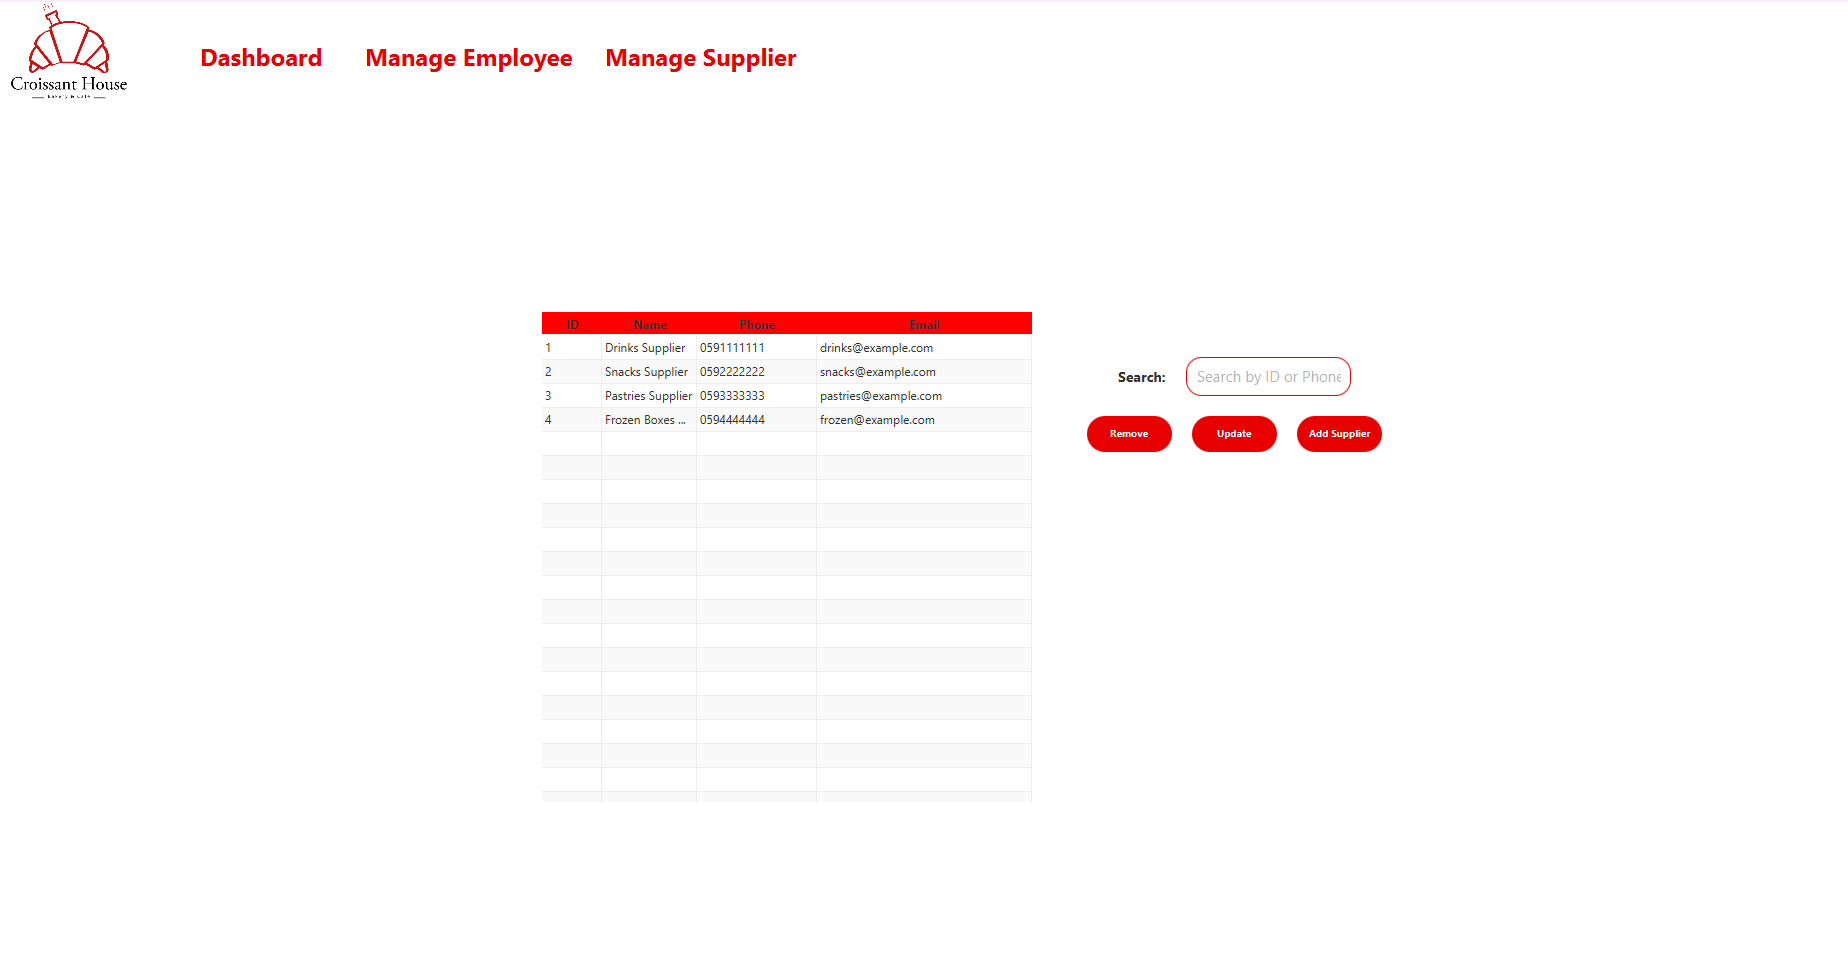 Croissant House
Bakery & Café
Dashboard Manage Employee Manage Supplier
ID Name Phone Email
1 Drinks Supplier 0591111111 drinks@example.com
2 Snacks Supplier 0592222222 snacks@example.com
3 Pastries Supplier 0593333333 pastries@example.com
4 Frozen Boxes ... 0594444444 frozen@example.com
Search: Search by ID or Phone
Remove Update Add Supplier